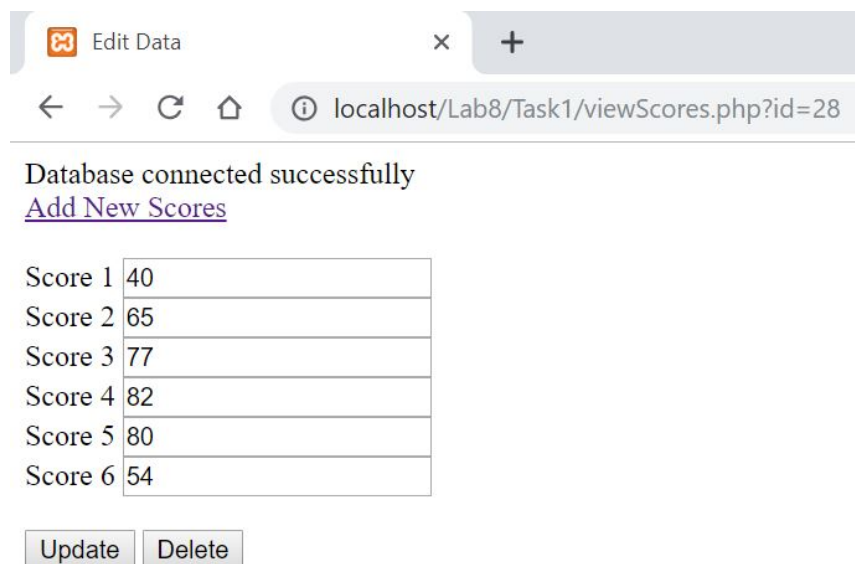 Edit Data
localhost/Lab8/Task1/viewScores.php?id=28
Database connected successfully
Add New Scores
Score 1 40
Score 2 65
Score 3 77
Score 4 82
Score 5 80
Score 6 54
Update Delete